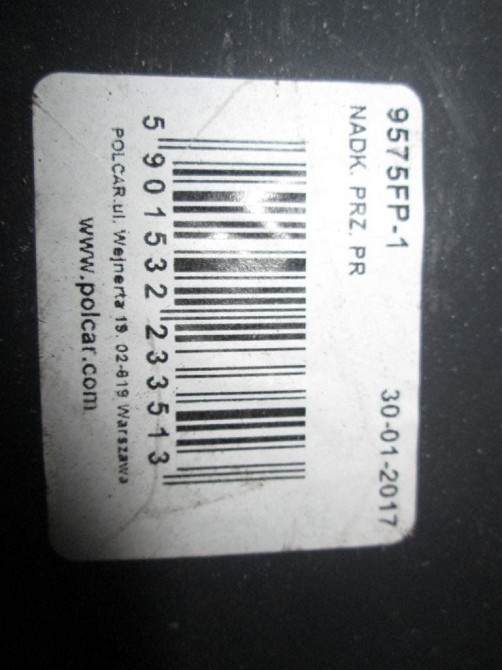 9575FP-1 30-01-2017
NADK. PRZ. PR
5 901532 233513
POLCAR.ul. Wejnerta 19. 02-619 Warszawa
www.polcar.com